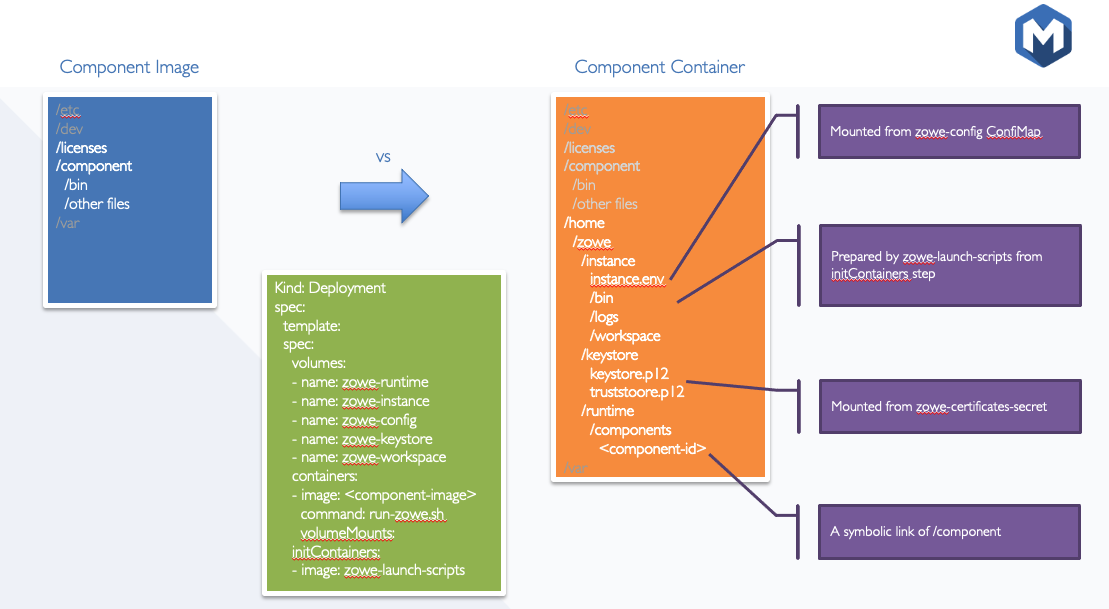 Component Image
/etc
/dev
/licenses
/component
/bin
/other files
/var
vs
Kind: Deployment
spec:
template:
spec:
volumes:
- name: zowe-runtime
- name: zowe-instance
- name: zowe-config
- name: zowe-keystore
- name: zowe-workspace
containers:
- image: <component-image>
command: run-zowe.sh
volumeMounts:
initContainers:
- image: zowe-launch-scripts
Component Container
/etc
/dev
/licenses
/component
/bin
/other files
/home
/zowe
/instance
instance.env
/bin
/logs
/workspace
/keystore
keystore.p12
truststoore.p12
/runtime
/components
<component-id>
/var
M
Mounted from zowe-config ConfiMap
Prepared by zowe-launch-scripts from
initContainers step
Mounted from zowe-certificates-secret
A symbolic link of /component